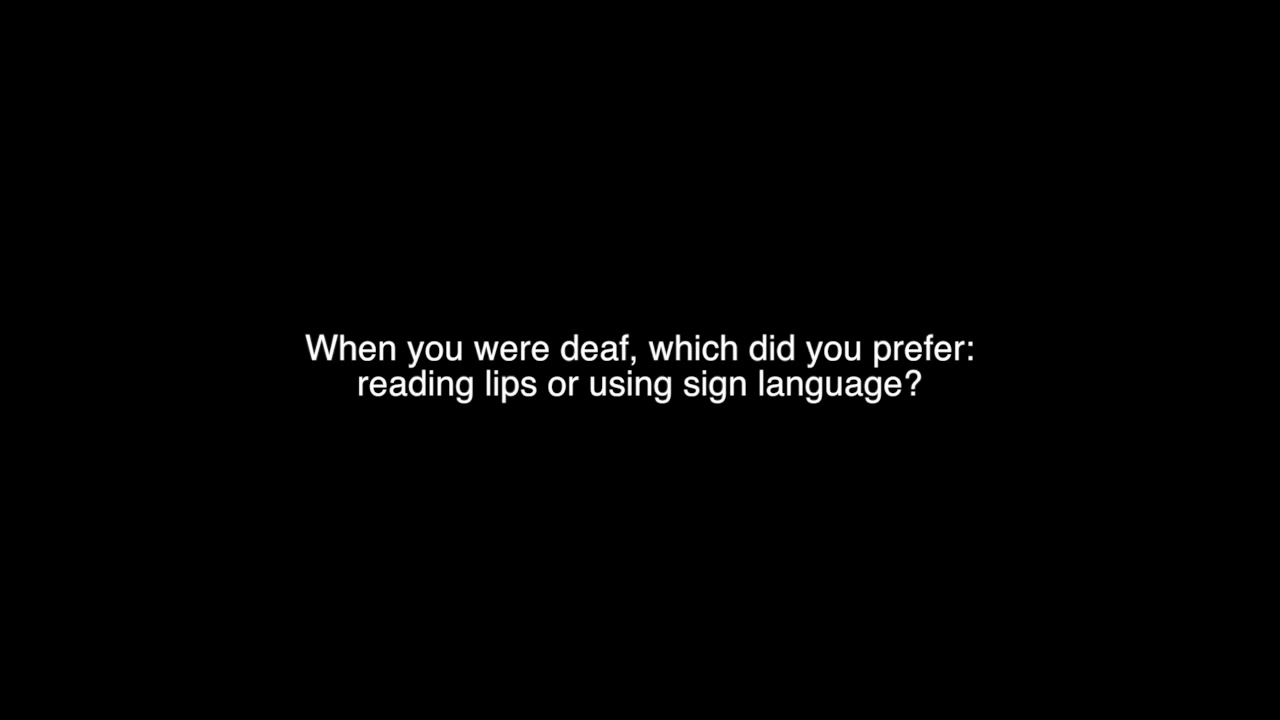 When you were deaf, which did you prefer:
reading lips or using sign language?